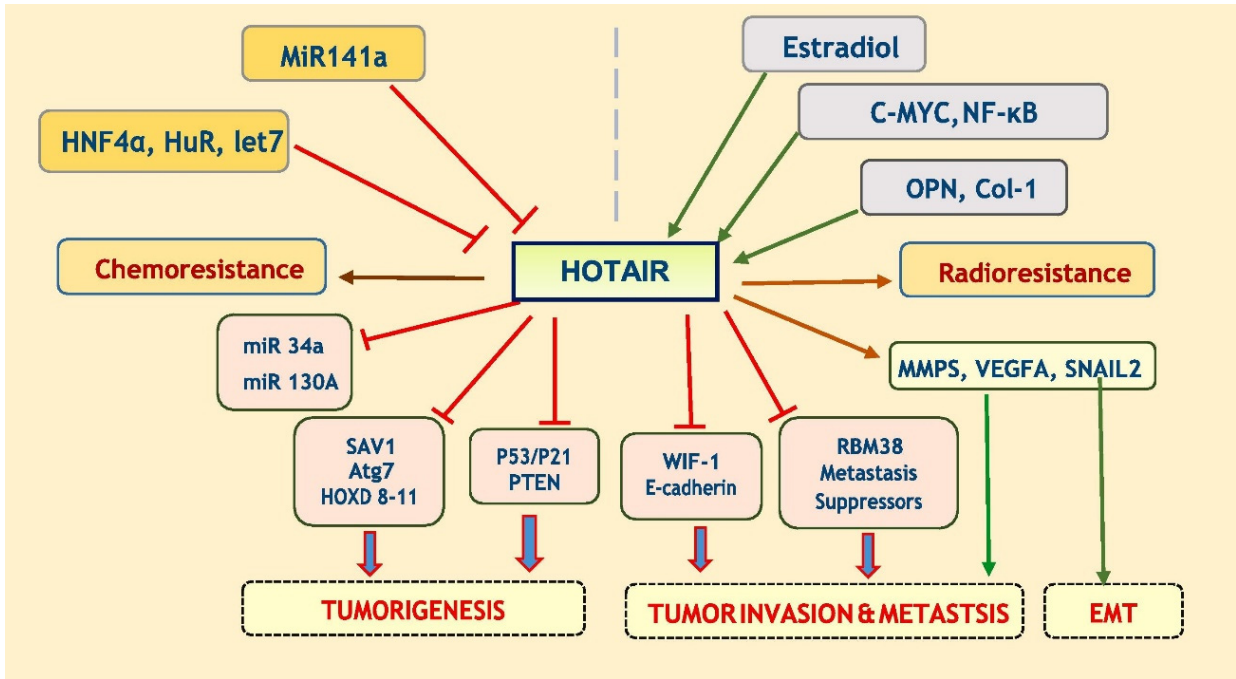 MiR141a
Estradiol
C-MYC, NF-κB
HNF4α, HuR, let7
OPN, Col-1
HOTAIR
Chemoresistance
Radioresistance
miR 34a
miR 130A
MMPS, VEGFA, SNAIL2
SAV1
Atg7
HOXD 8-11
P53/P21
PTEN
WIF-1
E-cadherin
RBM38
Metastasis
Suppressors
TUMORIGENESIS
TUMOR INVASION & METASTSIS
EMT